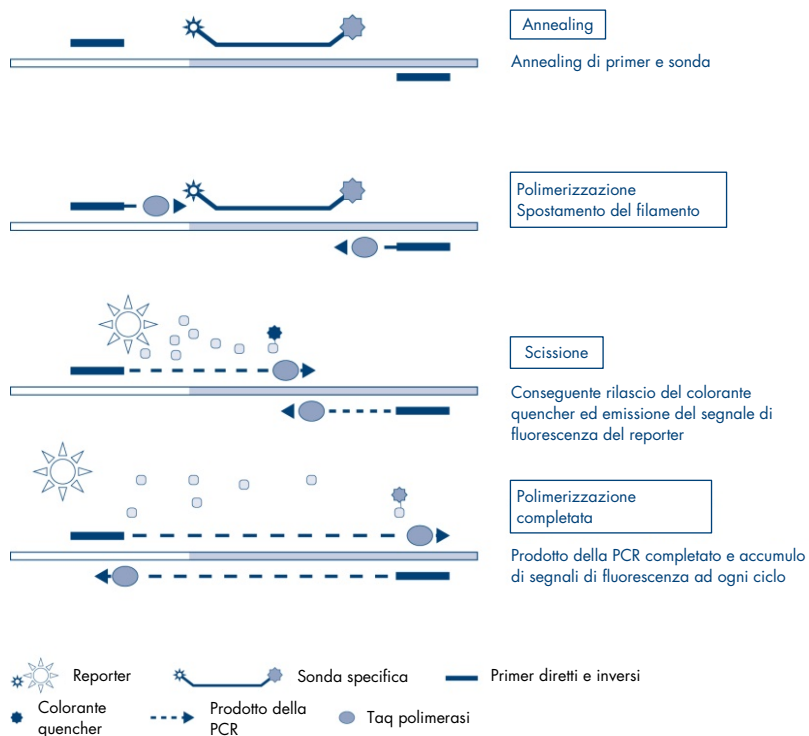 Annealing
Annealing di primer e sonda
Polimerizzazione
Spostamento del filamento
Scissione
Conseguente rilascio del colorante
quencher ed emissione del segnale di
fluorescenza del reporter
Polimerizzazione
completata
Prodotto della PCR completato e accumulo
di segnali di fluorescenza ad ogni ciclo
Reporter
Sonda specifica
Primer diretti e inversi
Colorante
quencher
Prodotto della
PCR
Taq polimerasi